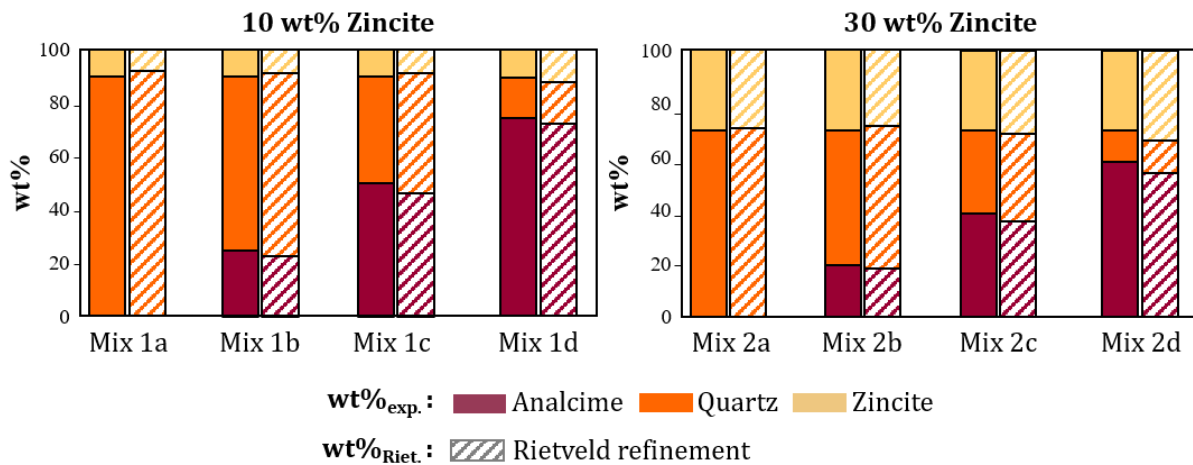 10 wt% Zincite
30 wt% Zincite
wt%
100
80
60
40
20
0
Mix 1a Mix 1b Mix 1c Mix 1d
wt%
100
80
60
40
20
0
Mix 2a Mix 2b Mix 2c Mix 2d
wt%exp.: Analcime Quartz Zincite
wt%Riet.: Rietveld refinement